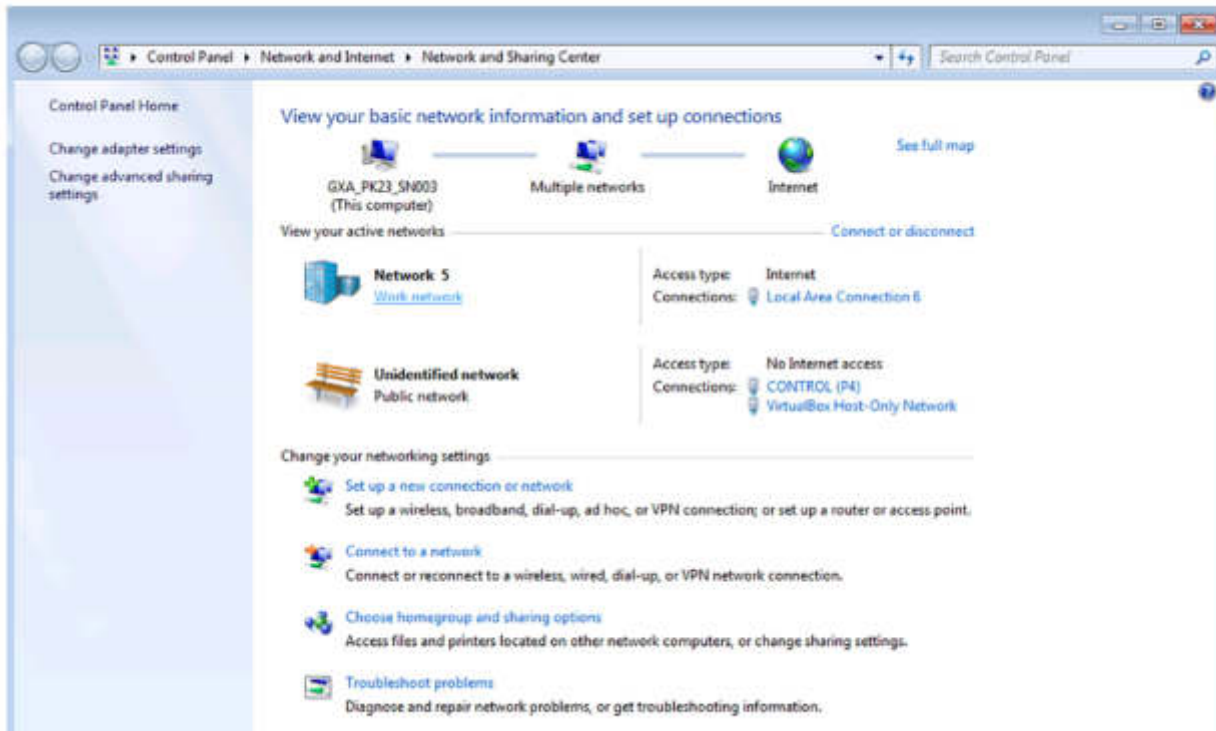 Control Panel ▸ Network and Internet ▸ Network and Sharing Center
Search Control Panel
Control Panel Home
Change adapter settings
Change advanced sharing
settings
View your basic network information and set up connections
See full map
GXA_PK23_SN003
(This computer)
Multiple networks
Internet
View your active networks
Connect or disconnect
Network 5
Work network
Access type: Internet
Connections: Local Area Connection 6
Unidentified network
Public network
Access type: No Internet access
Connections: CONTROL (P4)
VirtualBox Host-Only Network
Change your networking settings
Set up a new connection or network
Set up a wireless, broadband, dial-up, ad hoc, or VPN connection; or set up a router or access point.
Connect to a network
Connect or reconnect to a wireless, wired, dial-up, or VPN network connection.
Choose homegroup and sharing options
Access files and printers located on other network computers, or change sharing settings.
Troubleshoot problems
Diagnose and repair network problems, or get troubleshooting information.